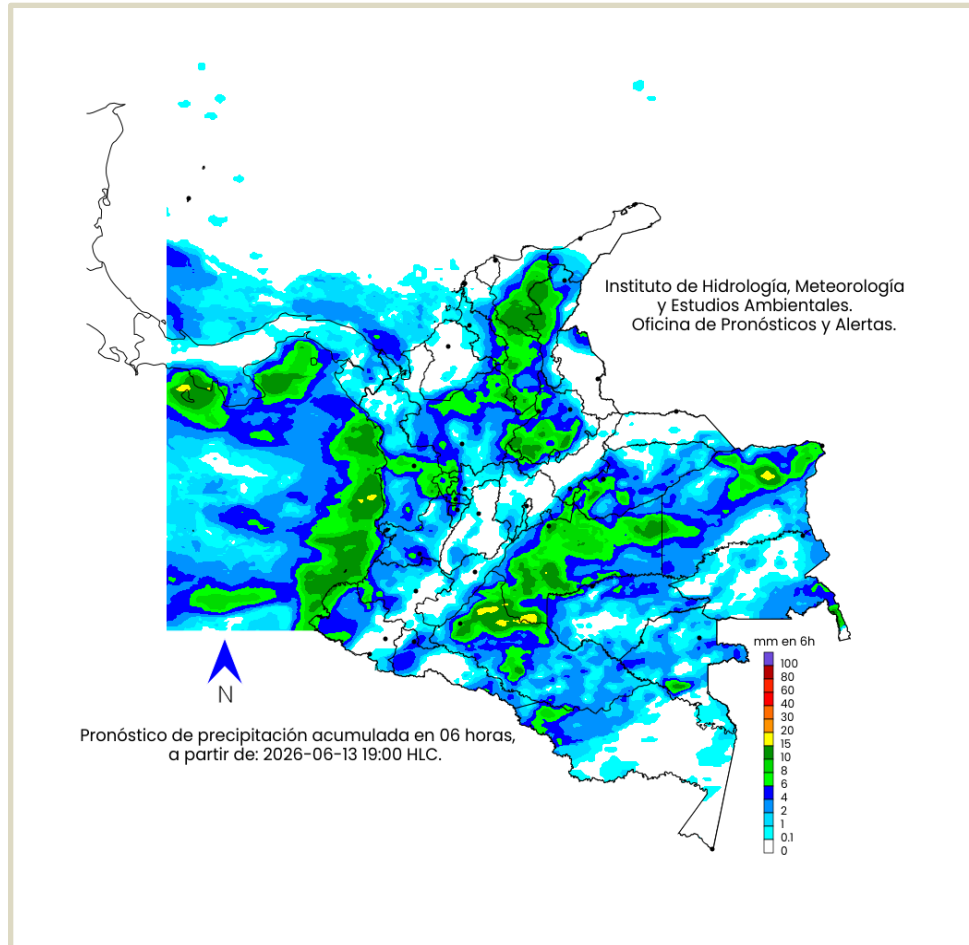 Instituto de Hidrología, Meteorología
y Estudios Ambientales.
Oficina de Pronósticos y Alertas.
mm en 6h
100
80
60
40
30
20
15
10
8
6
4
2
1
0.1
0
N
Pronóstico de precipitación acumulada en 06 horas,
a partir de: 2026-06-13 19:00 HLC.